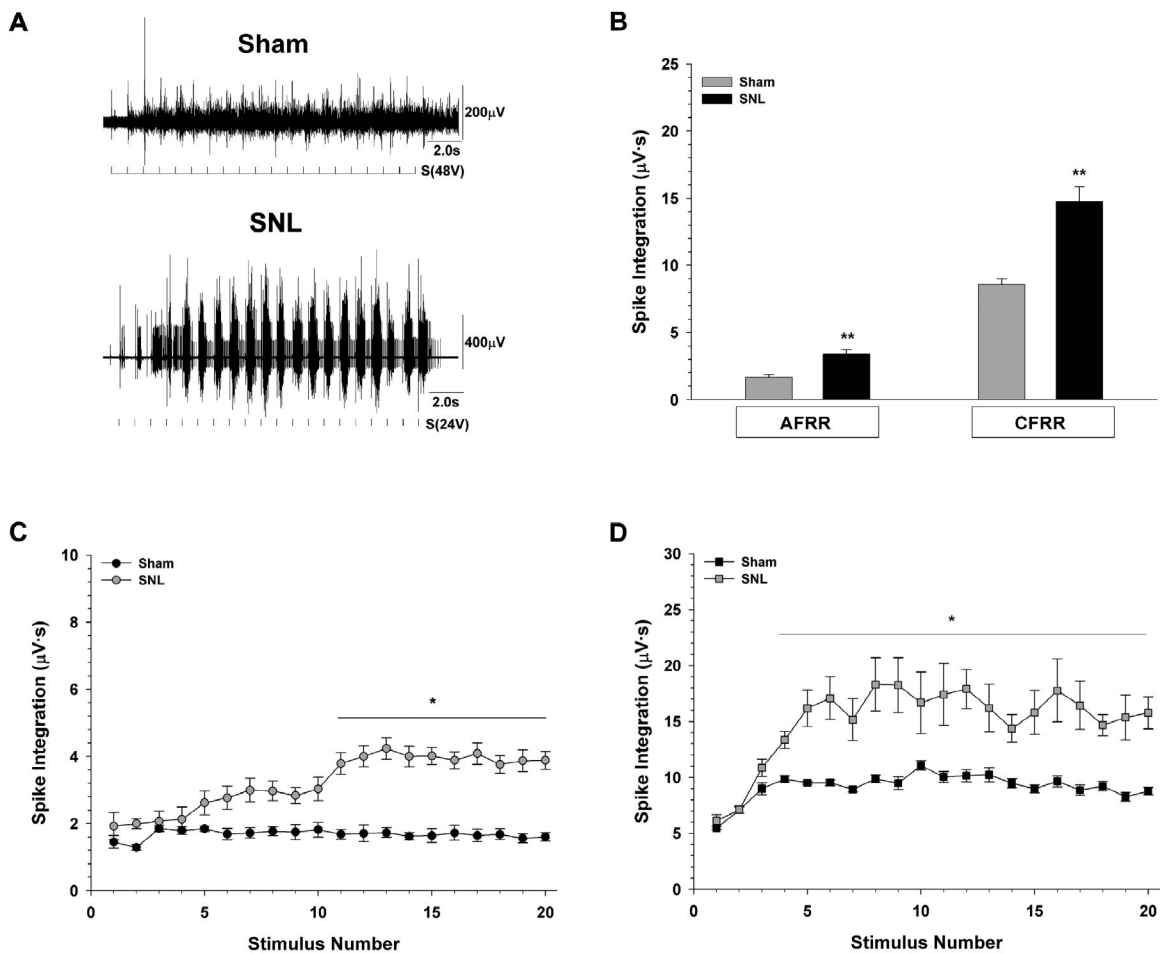 A
Sham
200µV
2.0s
S(48V)
SNL
400µV
2.0s
S(24V)
B
Spike Integration (µV·s)
25
20
15
10
5
0
Sham
SNL
**
**
AFRR
CFRR
C
Spike Integration (µV·s)
10
8
6
4
2
0
Sham
SNL
*
0 5 10 15 20
Stimulus Number
D
Spike Integration (µV·s)
30
25
20
15
10
5
0
Sham
SNL
*
0 5 10 15 20
Stimulus Number